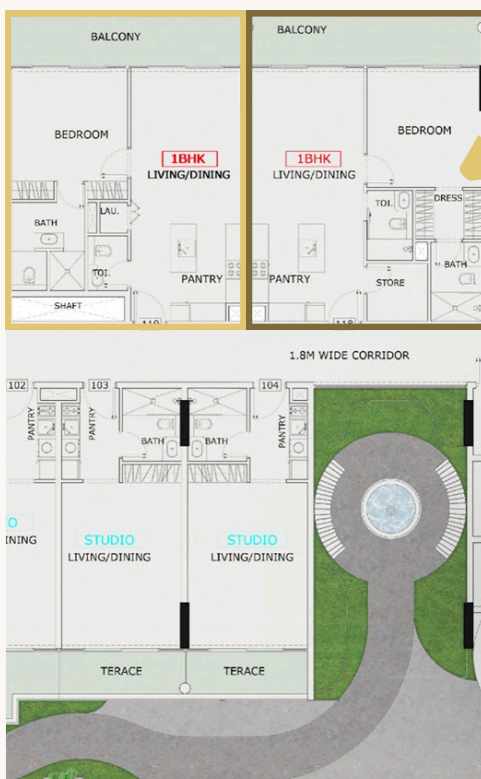 BALCONY
BALCONY
BEDROOM
1BHK
LIVING/DINING
1BHK
LIVING/DINING
BEDROOM
LAU.
BATH
TOI.
PANTRY
SHAFT
TOI.
DRESS
PANTRY
STORE
BATH
1.8M WIDE CORRIDOR
102
103
104
PANTRY
PANTRY
BATH
BATH
PANTRY
STUDIO
LIVING/DINING
STUDIO
LIVING/DINING
TERACE
TERACE